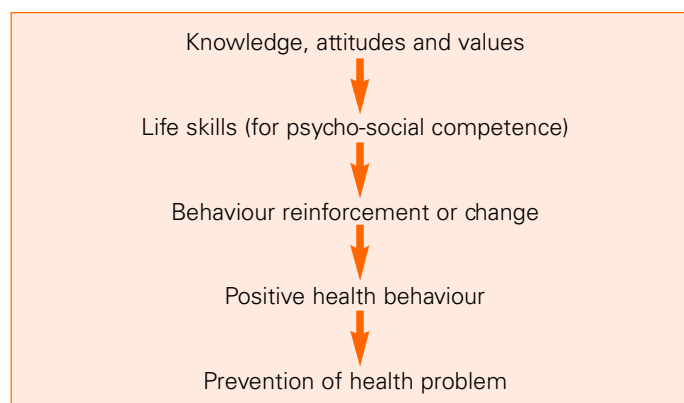 Knowledge, attitudes and values
Life skills (for psycho-social competence)
Behaviour reinforcement or change
Positive health behaviour
Prevention of health problem